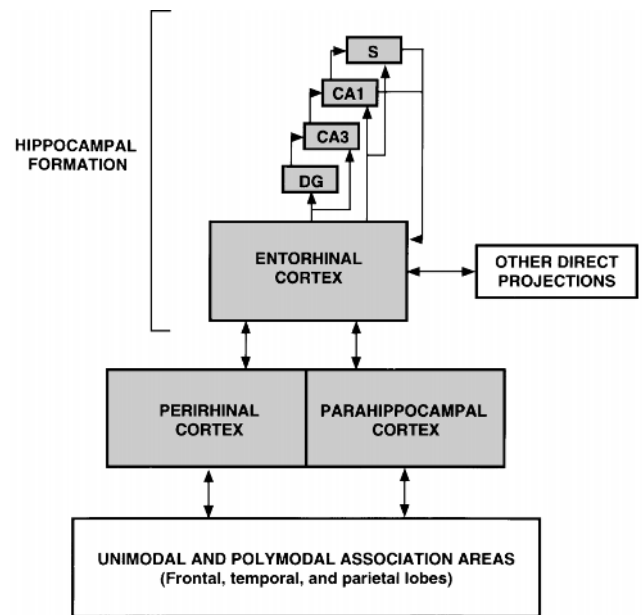 S
CA1
HIPPOCAMPAL
FORMATION
CA3
DG
ENTORHINAL
CORTEX
OTHER DIRECT
PROJECTIONS
PERIRHINAL
CORTEX
PARAHIPPOCAMPAL
CORTEX
UNIMODAL AND POLYMODAL ASSOCIATION AREAS
(Frontal, temporal, and parietal lobes)